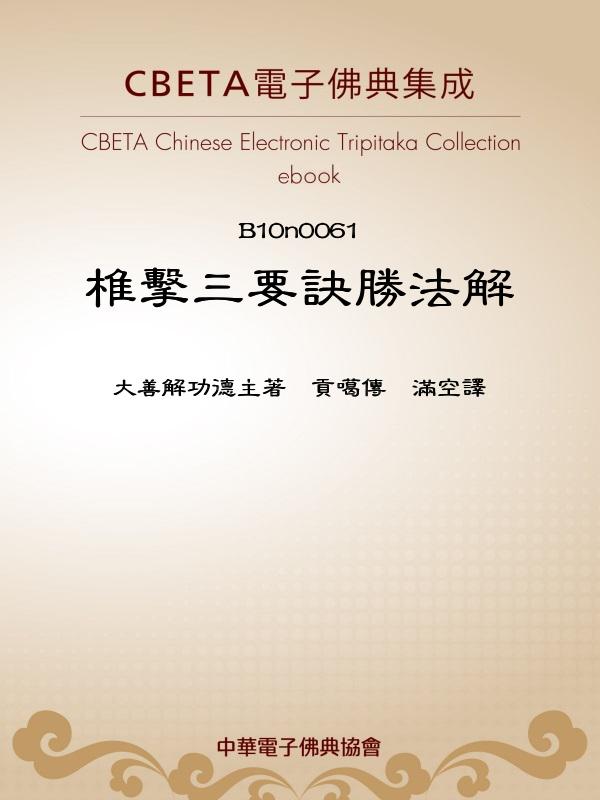 CBETA電子佛典集成
CBETA Chinese Electronic Tripitaka Collection
ebook
B10n0061
椎擊三要訣勝法解
大善解功德主著　貢噶傳　滿空譯
中華電子佛典協會